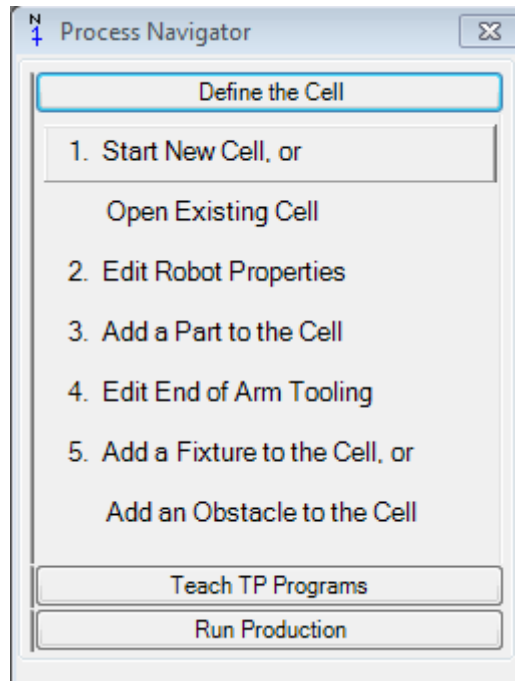 N
1 Process Navigator
Define the Cell
1. Start New Cell, or
Open Existing Cell
2. Edit Robot Properties
3. Add a Part to the Cell
4. Edit End of Arm Tooling
5. Add a Fixture to the Cell, or
Add an Obstacle to the Cell
Teach TP Programs
Run Production